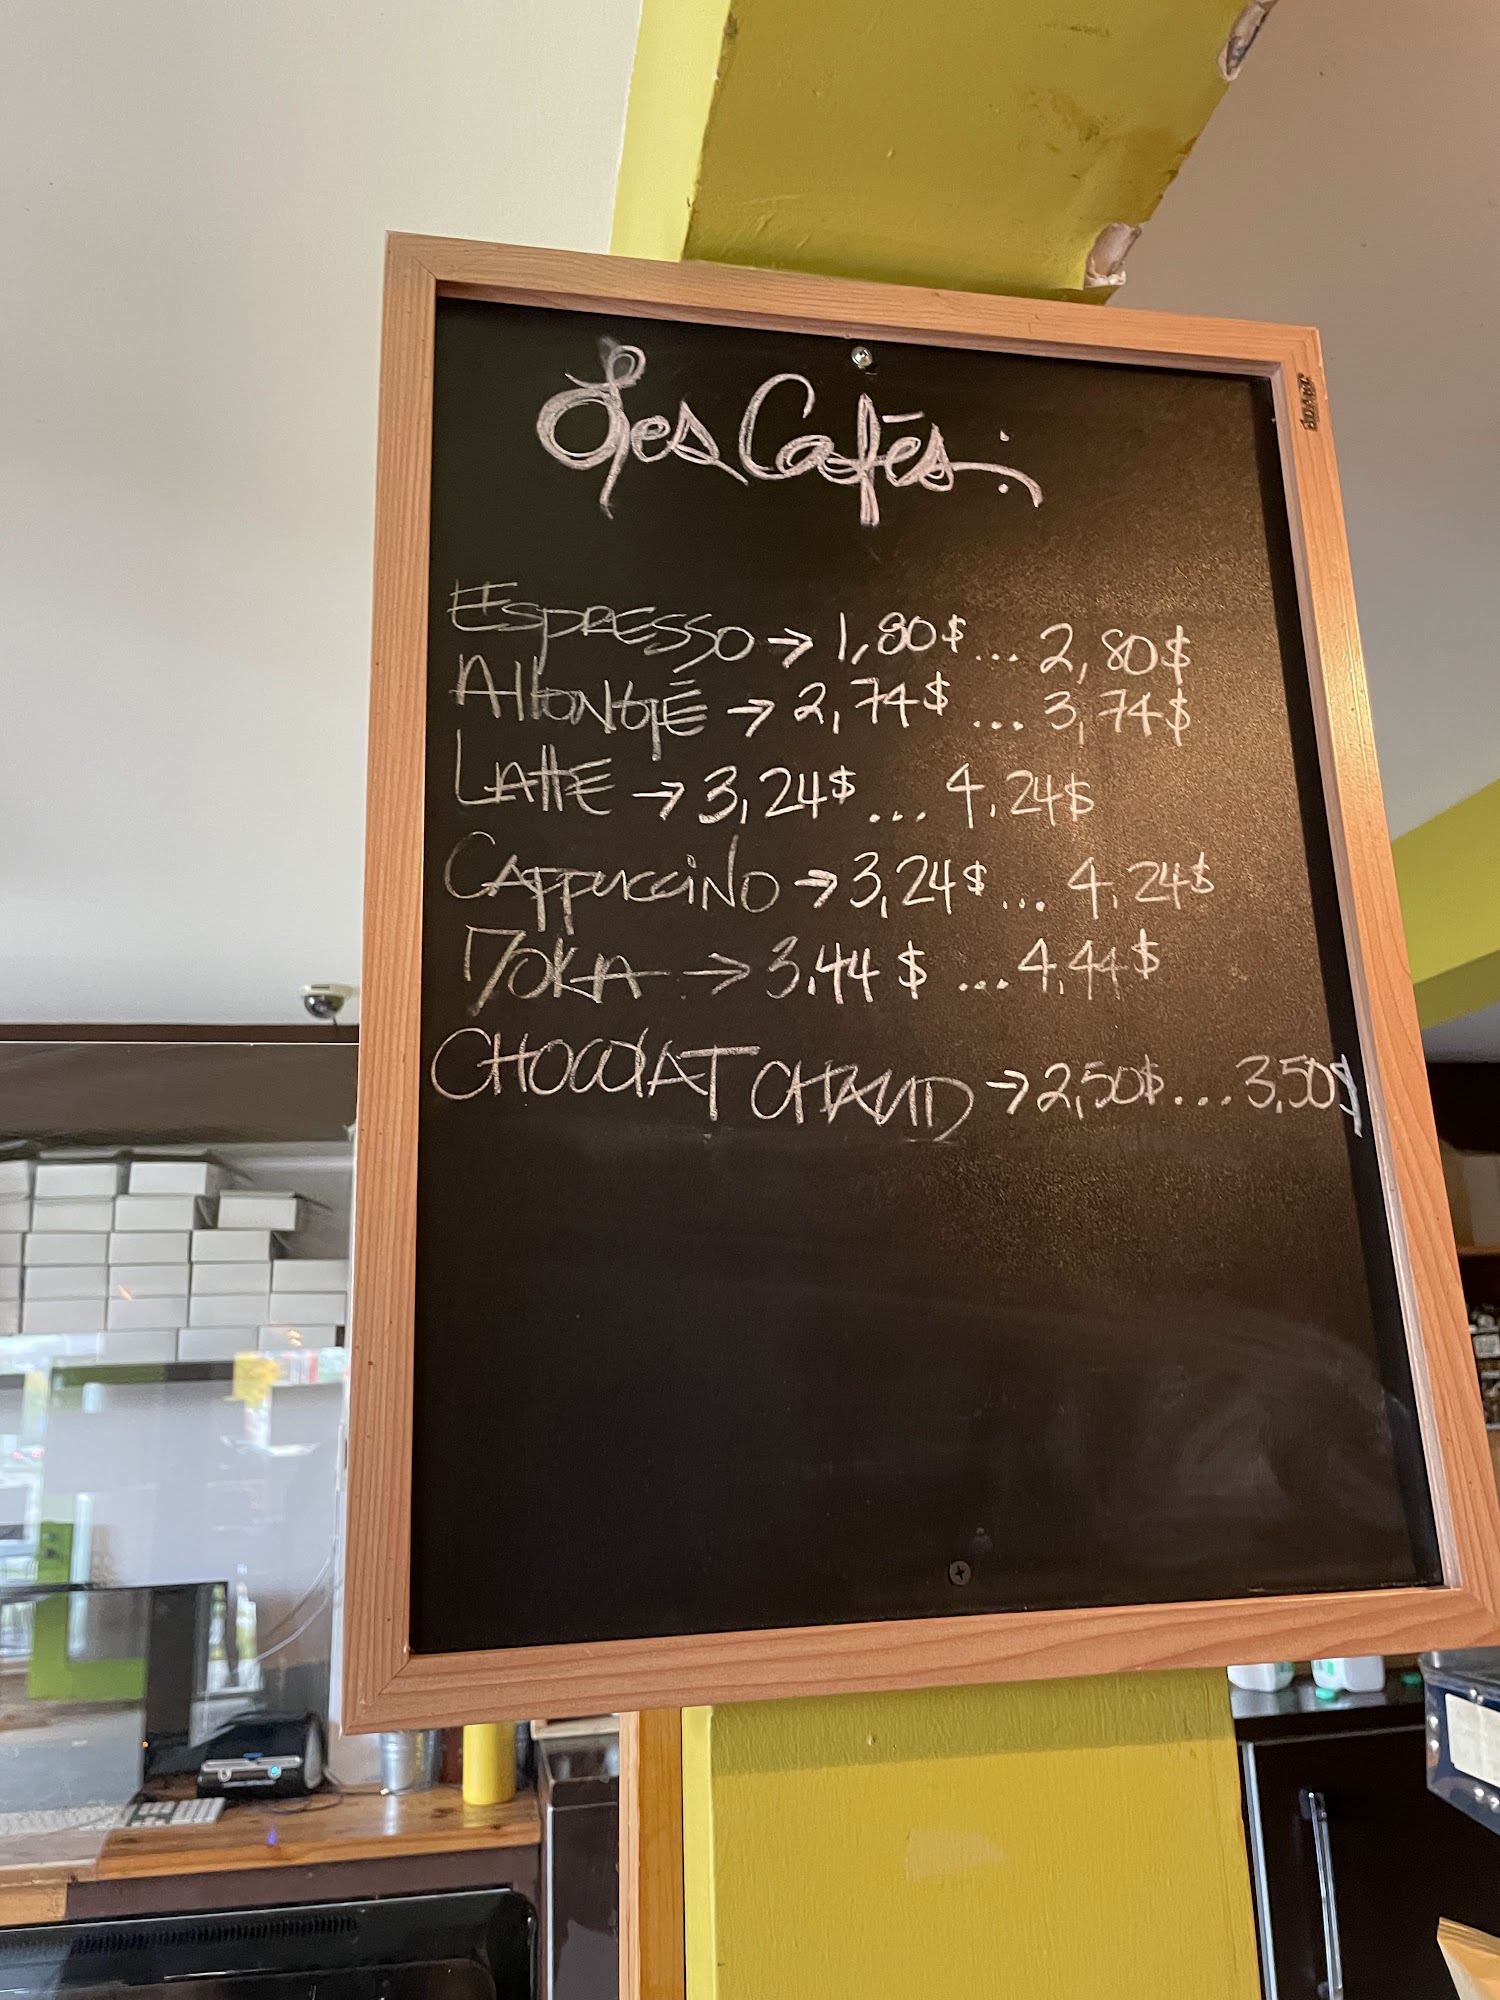 Les Cafés :
Espresso → 1,80$ ... 2,80$
Allongé → 2,74$ ... 3,74$
Latte → 3,24$ ... 4,24$
Cappuccino → 3,24$ ... 4,24$
Moka → 3,44$ ... 4,44$
Chocolat chaud → 2,50$ ... 3,50$